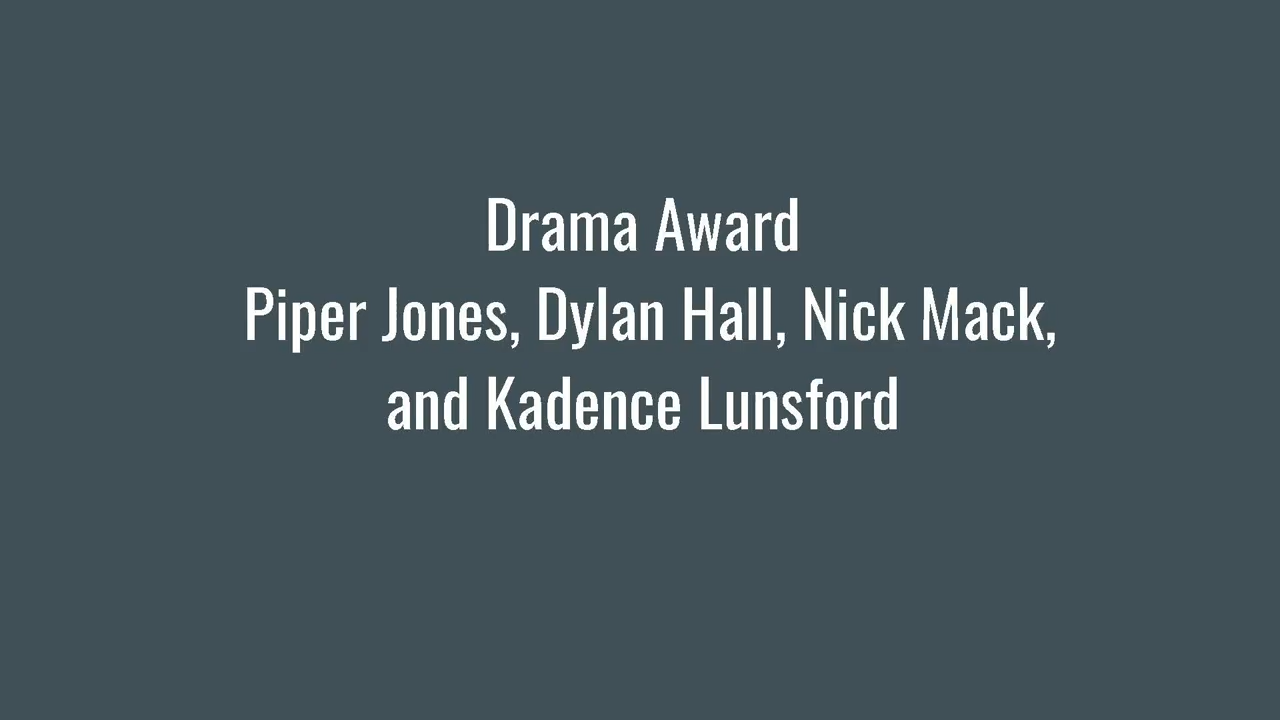 Drama Award
Piper Jones, Dylan Hall, Nick Mack,
and Kadence Lunsford